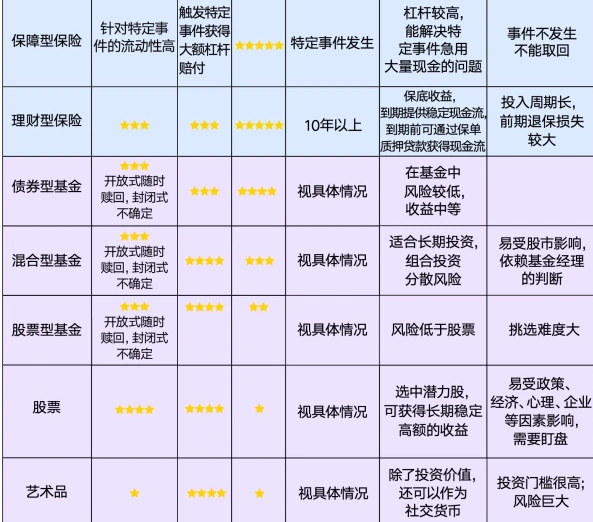 保障型保险
针对特定事
件的流动性高
触发特定
事件获得
大额杠杆
赔付
★★★★★
特定事件发生
杠杆较高，
能解决特
定事件急用
大量现金的问题
事件不发生
不能取回
理财型保险
★★★
★★★
★★★★★
10年以上
保底收益，
到期提供稳定现金流，
到期前可通过保单
质押贷款获得现金流
投入周期长，
前期退保损失
较大
债券型基金
★★★
开放式随时
赎回，封闭式
不确定
★★★
★★★★
视具体情况
在基金中
风险较低，
收益中等
混合型基金
★★★
开放式随时
赎回，封闭式
不确定
★★★★
★★★
视具体情况
适合长期投资，
组合投资
分散风险
易受股市影响，
依赖基金经理
的判断
股票型基金
★★★
开放式随时
赎回，封闭式
不确定
★★★★
★★
视具体情况
风险低于股票
挑选难度大
股票
★★★★
★★★★
★
视具体情况
选中潜力股，
可获得长期稳定
高额的收益
易受政策、
经济、心理、企业
等因素影响，
需要盯盘
艺术品
★
★★★★
★
视具体情况
除了投资价值，
还可以作为
社交货币
投资门槛很高；
风险巨大